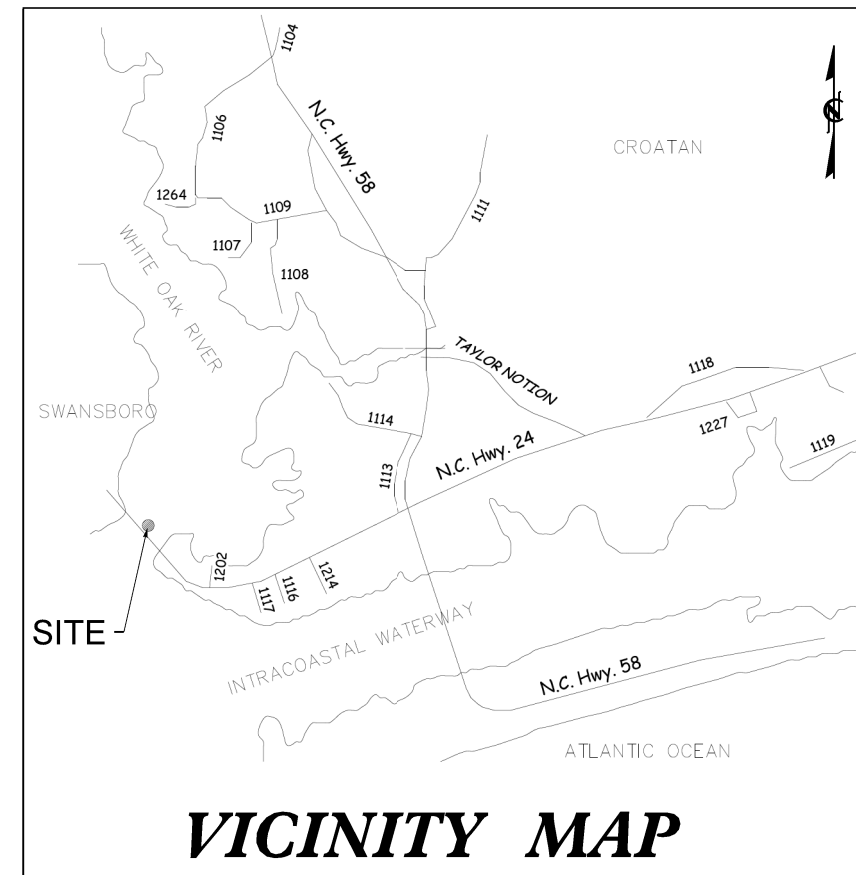 1104
N.C. Hwy. 58
1106
CROATAN
1264
1109
1111
1107
1108
WHITE OAK RIVER
TAYLOR NOTION
1118
SWANSBORO
1114
N.C. Hwy. 24
1227
1119
1113
1202
1117
1116
1214
SITE
INTRACOASTAL WATERWAY
N.C. Hwy. 58
ATLANTIC OCEAN
VICINITY MAP